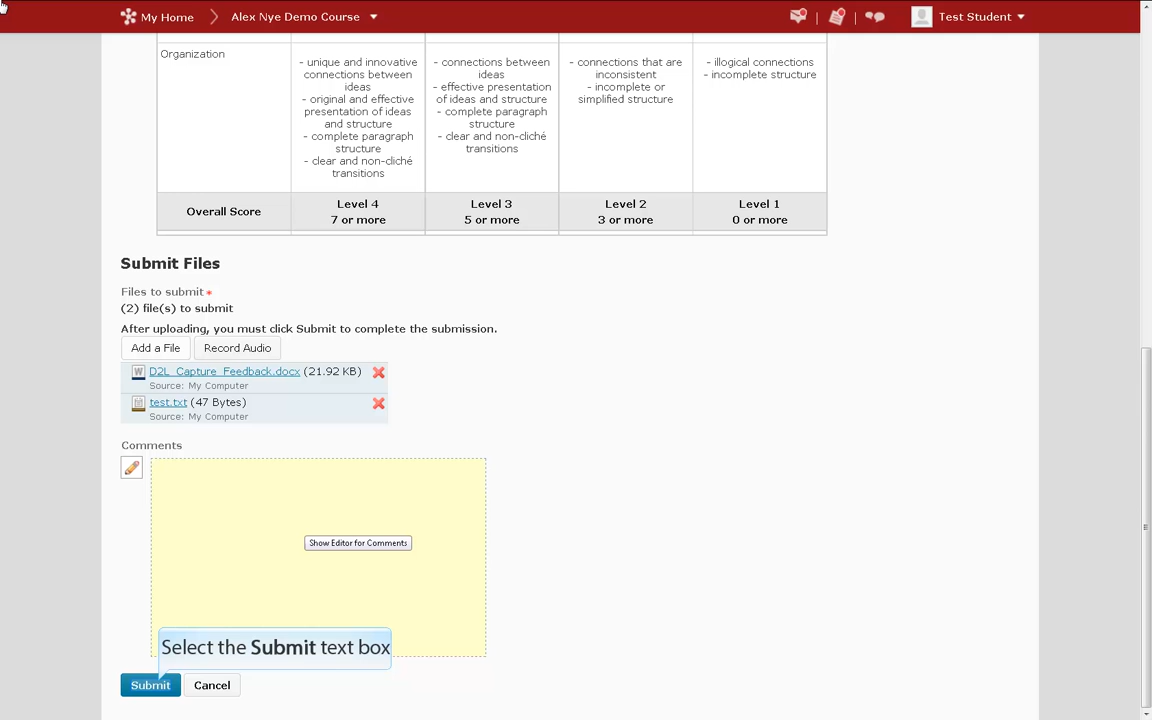 My Home
Alex Nye Demo Course
Test Student
Organization
- unique and innovative
connections between
ideas
- original and effective
presentation of ideas
and structure
- complete paragraph
structure
- clear and non-cliché
transitions
- connections between
ideas
- effective presentation
of ideas and structure
- complete paragraph
structure
- clear and non-cliché
transitions
- connections that are
inconsistent
- incomplete or
simplified structure
- illogical connections
- incomplete structure
Overall Score
Level 4
7 or more
Level 3
5 or more
Level 2
3 or more
Level 1
0 or more
Submit Files
Files to submit *
(2) file(s) to submit
After uploading, you must click Submit to complete the submission.
Add a File
Record Audio
D2L_Capture_Feedback.docx (21.92 KB)
Source: My Computer
test.txt (47 Bytes)
Source: My Computer
Comments
Show Editor for Comments
Select the Submit text box
Submit
Cancel